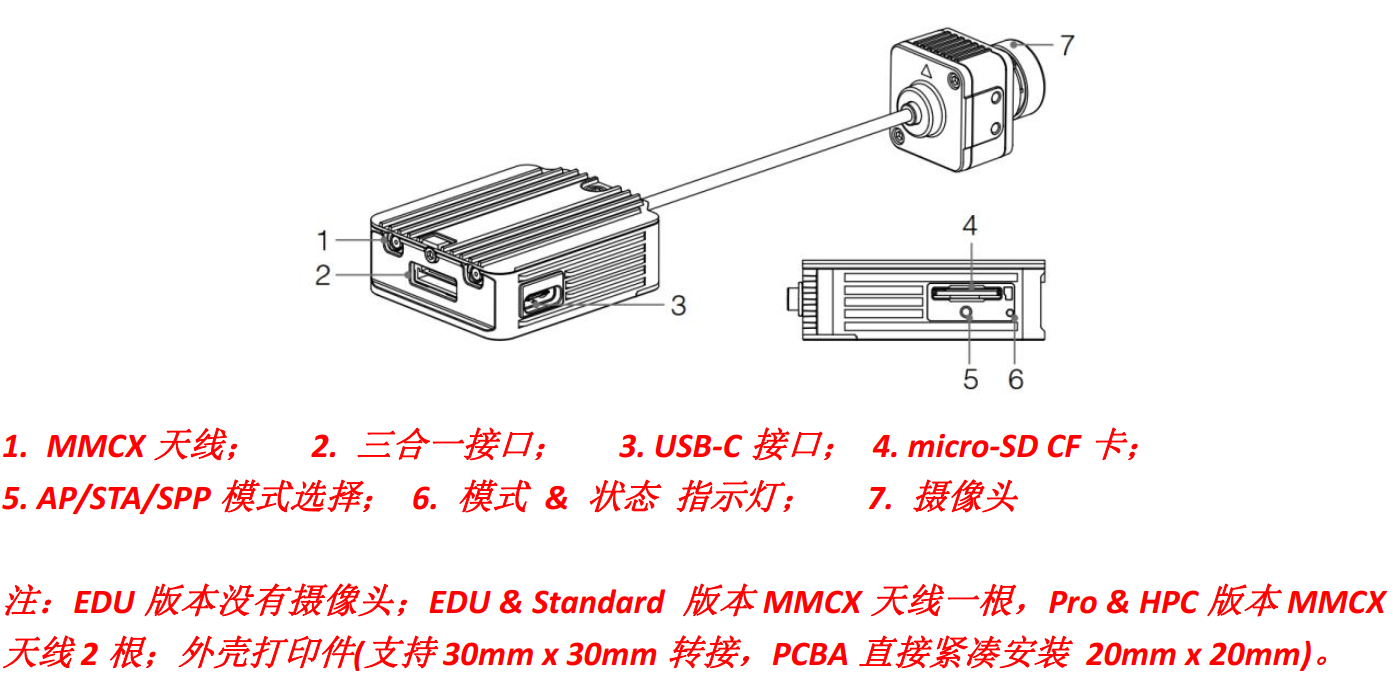 7
1
2
3
4
5 6
1. MMCX 天线； 2. 三合一接口； 3. USB-C 接口； 4. micro-SD CF 卡；
5. AP/STA/SPP 模式选择； 6. 模式 & 状态 指示灯； 7. 摄像头
注：EDU 版本没有摄像头；EDU & Standard 版本 MMCX 天线一根，Pro & HPC 版本 MMCX
天线 2 根；外壳打印件(支持 30mm x 30mm 转接，PCBA 直接紧凑安装 20mm x 20mm)。